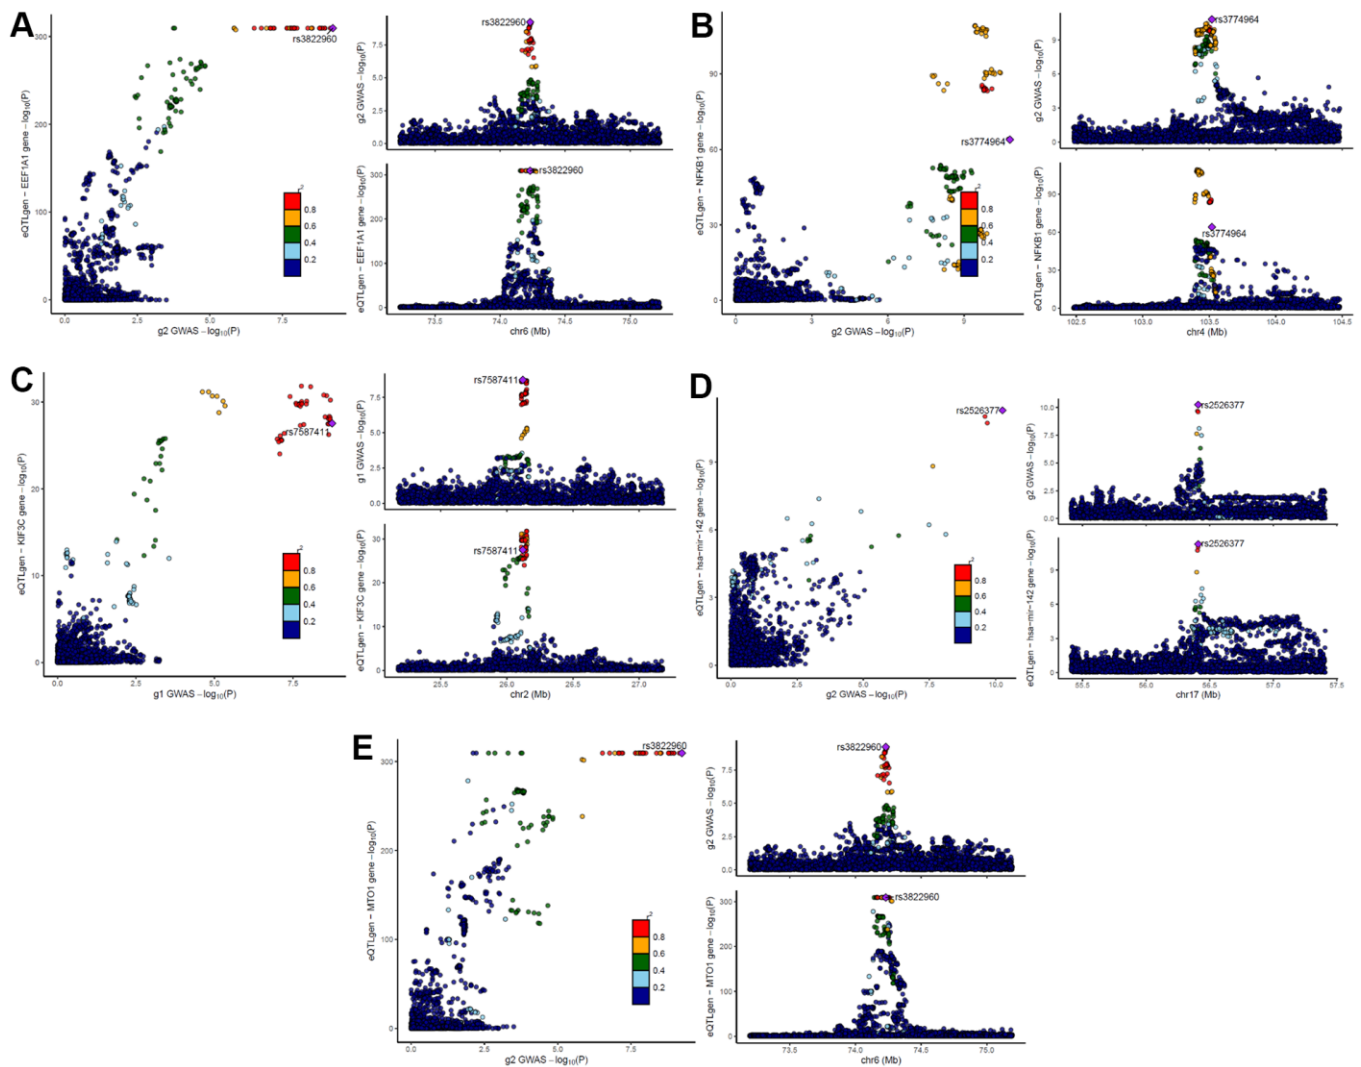 A
rs3822960
eQTLgen − EEF1A1 gene −log10(P)
300
200
100
0
0.0
2.5
5.0
7.5
g2 GWAS −log10(P)
r2
0.8
0.6
0.4
0.2
rs3822960
g2 GWAS −log10(P)
7.5
5.0
2.5
0.0
rs3822960
eQTLgen − EEF1A1 gene −log10(P)
300
200
100
0
73.5
74.0
74.5
75.0
chr6 (Mb)
B
rs3774964
eQTLgen − NFKB1 gene −log10(P)
90
60
30
0
0
3
6
9
g2 GWAS −log10(P)
r2
0.8
0.6
0.4
0.2
rs3774964
g2 GWAS −log10(P)
9
6
3
0
rs3774964
eQTLgen − NFKB1 gene −log10(P)
90
60
30
0
102.5
103.0
103.5
104.0
104.5
chr4 (Mb)
C
rs7587411
eQTLgen − KIF3C gene −log10(P)
30
20
10
0
0.0
2.5
5.0
7.5
g1 GWAS −log10(P)
r2
0.8
0.6
0.4
0.2
rs7587411
g1 GWAS −log10(P)
7.5
5.0
2.5
0.0
rs7587411
eQTLgen − KIF3C gene −log10(P)
30
20
10
0
25.5
26.0
26.5
27.0
chr2 (Mb)
D
rs2526377
eQTLgen − hsa−mir−142 gene −log10(P)
9
6
3
0
0.0
2.5
5.0
7.5
10.0
g2 GWAS −log10(P)
r2
0.8
0.6
0.4
0.2
rs2526377
g2 GWAS −log10(P)
10.0
7.5
5.0
2.5
0.0
rs2526377
eQTLgen − hsa−mir−142 gene −log10(P)
9
6
3
0
55.5
56.0
56.5
57.0
57.5
chr17 (Mb)
E
rs3822960
eQTLgen − MTO1 gene −log10(P)
300
200
100
0
0.0
2.5
5.0
7.5
g2 GWAS −log10(P)
r2
0.8
0.6
0.4
0.2
rs3822960
g2 GWAS −log10(P)
7.5
5.0
2.5
0.0
rs3822960
eQTLgen − MTO1 gene −log10(P)
300
200
100
0
73.5
74.0
74.5
75.0
chr6 (Mb)